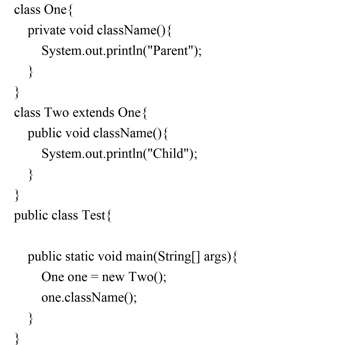 class One{
private void className(){
System.out.println("Parent");
}
}
class Two extends One{
public void className(){
System.out.println("Child");
}
}
public class Test{
public static void main(String[] args){
One one = new Two();
one.className();
}
}